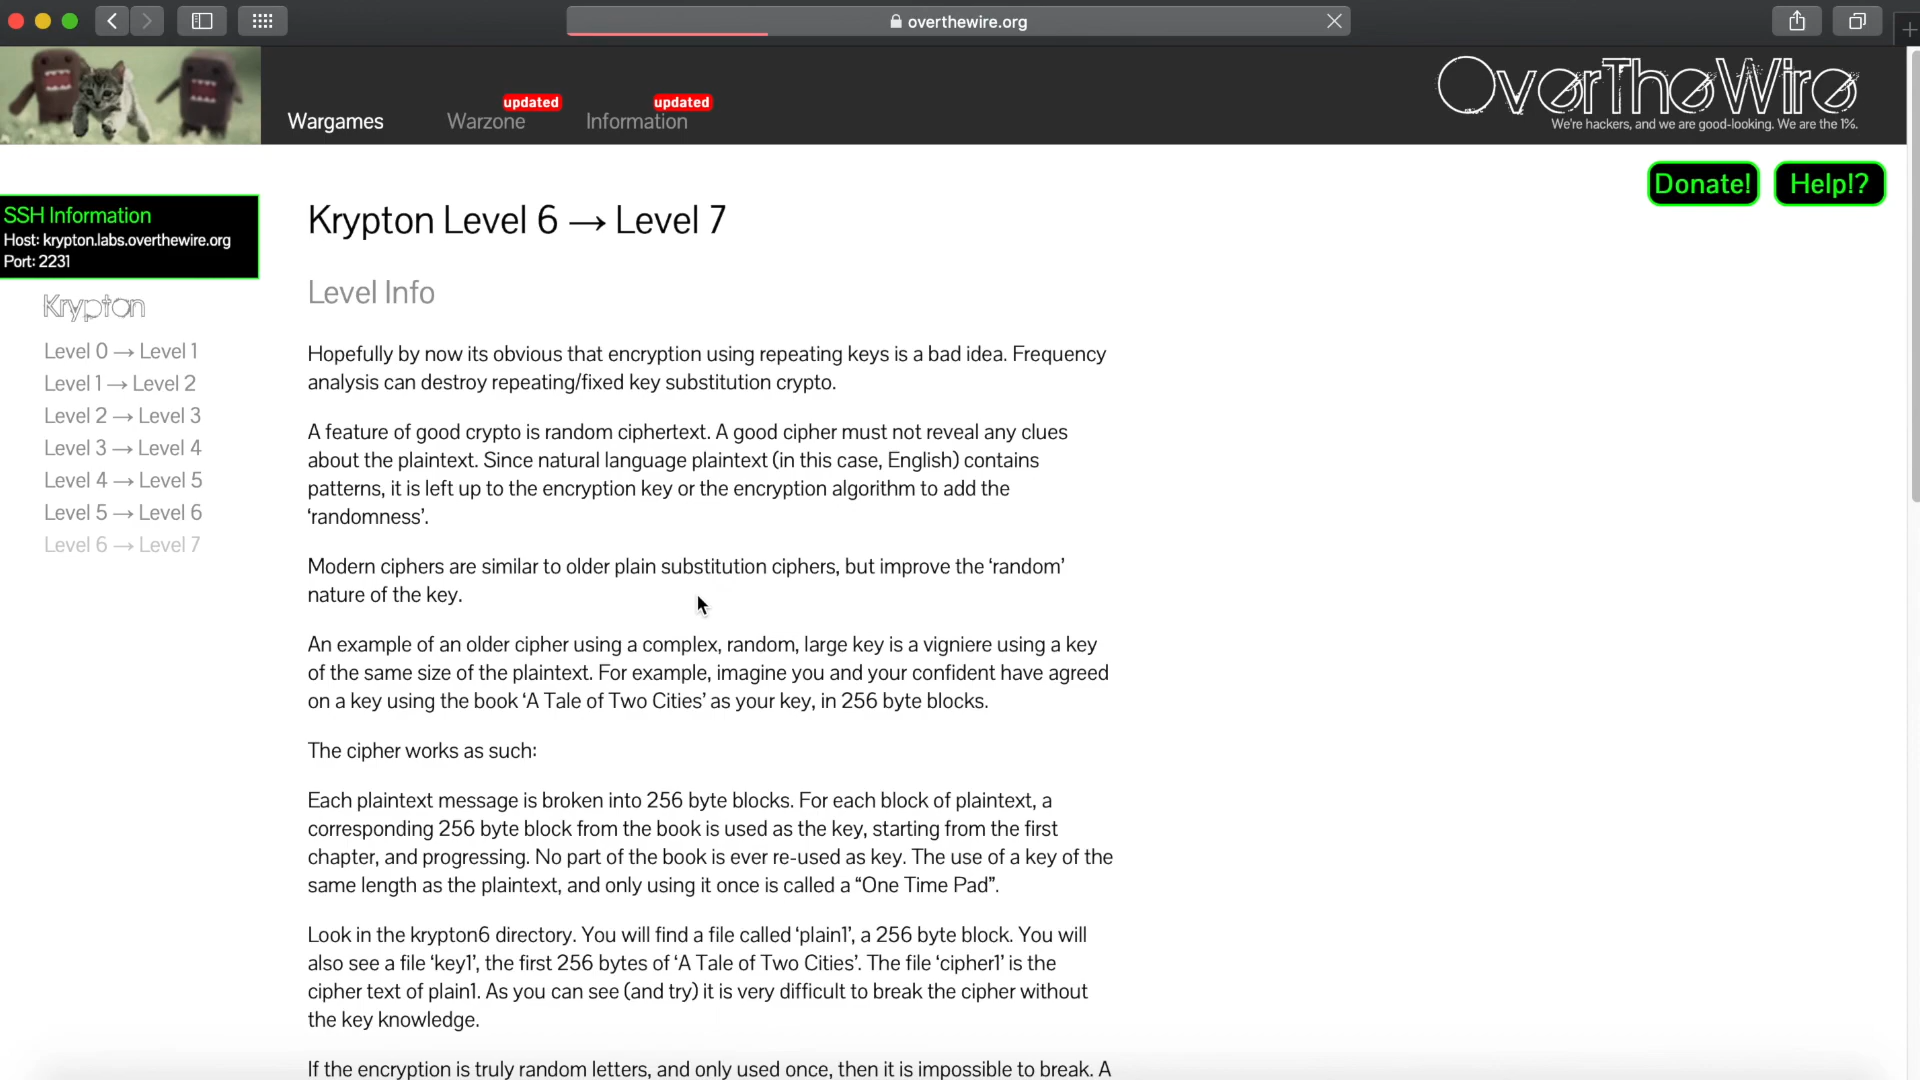 overthewire.org
updated
updated
Wargames
Warzone
Information
OverTheWire
We're hackers, and we are good-looking. We are the 1%.
Donate!
Help!?
SSH Information
Host: krypton.labs.overthewire.org
Port: 2231
Krypton
Level 0 → Level 1
Level 1 → Level 2
Level 2 → Level 3
Level 3 → Level 4
Level 4 → Level 5
Level 5 → Level 6
Level 6 → Level 7
Krypton Level 6 → Level 7
Level Info
Hopefully by now its obvious that encryption using repeating keys is a bad idea. Frequency
analysis can destroy repeating/fixed key substitution crypto.
A feature of good crypto is random ciphertext. A good cipher must not reveal any clues
about the plaintext. Since natural language plaintext (in this case, English) contains
patterns, it is left up to the encryption key or the encryption algorithm to add the
‘randomness’.
Modern ciphers are similar to older plain substitution ciphers, but improve the ‘random’
nature of the key.
An example of an older cipher using a complex, random, large key is a vigniere using a key
of the same size of the plaintext. For example, imagine you and your confident have agreed
on a key using the book ‘A Tale of Two Cities’ as your key, in 256 byte blocks.
The cipher works as such:
Each plaintext message is broken into 256 byte blocks. For each block of plaintext, a
corresponding 256 byte block from the book is used as the key, starting from the first
chapter, and progressing. No part of the book is ever re-used as key. The use of a key of the
same length as the plaintext, and only using it once is called a “One Time Pad”.
Look in the krypton6 directory. You will find a file called ‘plain1’, a 256 byte block. You will
also see a file ‘key1’, the first 256 bytes of ‘A Tale of Two Cities’. The file ‘cipher1’ is the
cipher text of plain1. As you can see (and try) it is very difficult to break the cipher without
the key knowledge.
If the encryption is truly random letters, and only used once, then it is impossible to break. A